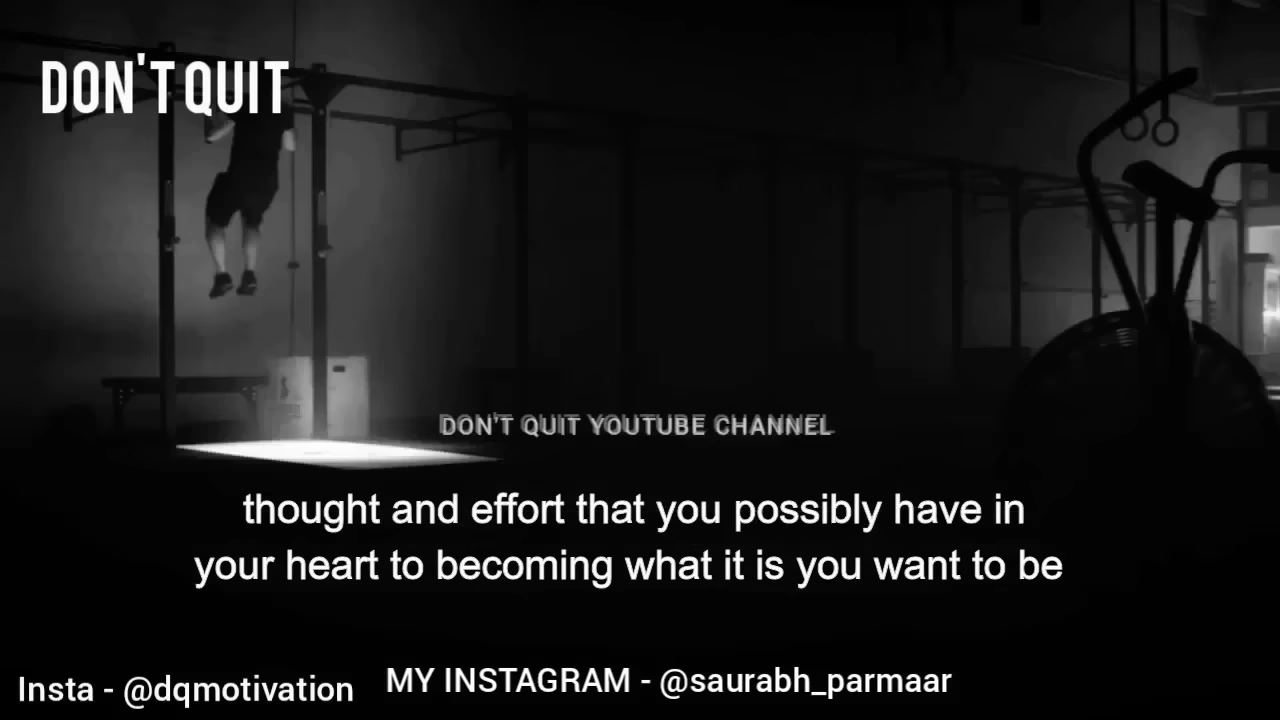 DON'T QUIT
DON'T QUIT YOUTUBE CHANNEL
thought and effort that you possibly have in
your heart to becoming what it is you want to be
Insta - @dqmotivation
MY INSTAGRAM - @saurabh_parmaar